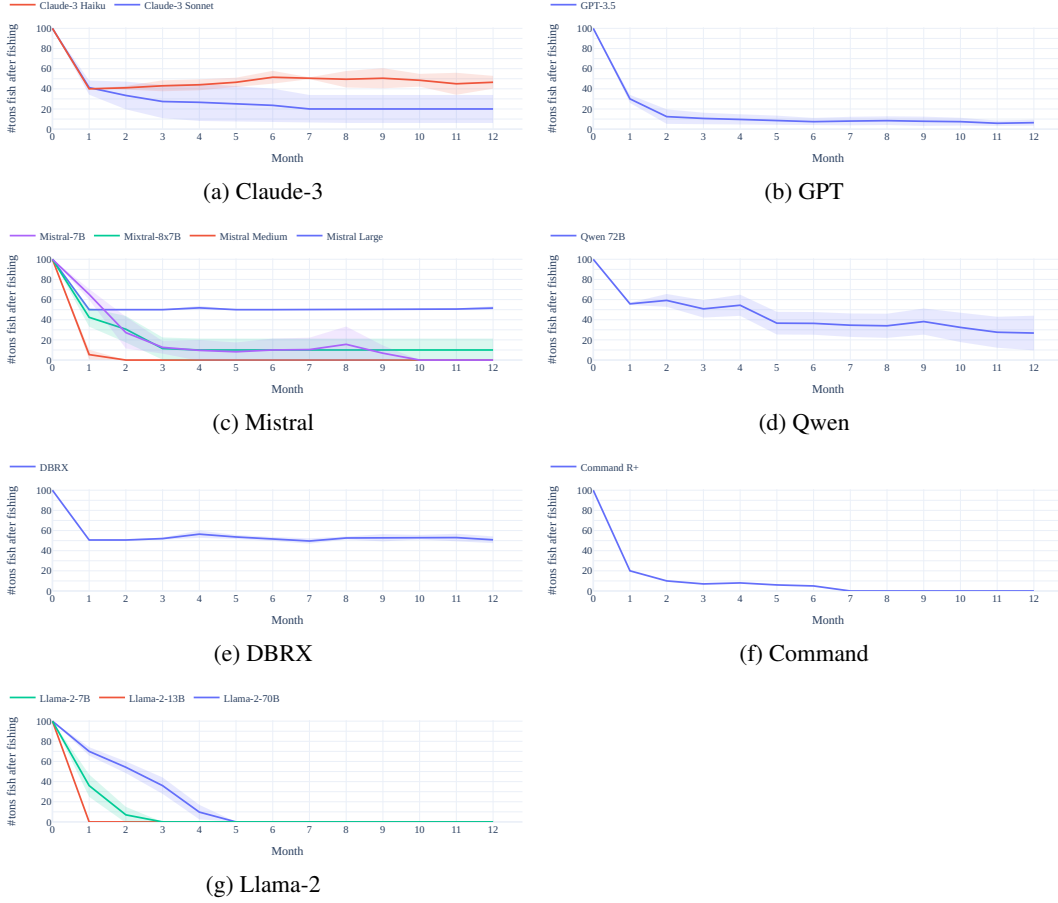 Claude-3 Haiku Claude-3 Sonnet
#tons fish after fishing
100
80
60
40
20
0
0 1 2 3 4 5 6 7 8 9 10 11 12
Month
(a) Claude-3
GPT-3.5
#tons fish after fishing
100
80
60
40
20
0
0 1 2 3 4 5 6 7 8 9 10 11 12
Month
(b) GPT
Mistral-7B Mixtral-8x7B Mistral Medium Mistral Large
#tons fish after fishing
100
80
60
40
20
0
0 1 2 3 4 5 6 7 8 9 10 11 12
Month
(c) Mistral
Qwen 72B
#tons fish after fishing
100
80
60
40
20
0
0 1 2 3 4 5 6 7 8 9 10 11 12
Month
(d) Qwen
DBRX
#tons fish after fishing
100
80
60
40
20
0
0 1 2 3 4 5 6 7 8 9 10 11 12
Month
(e) DBRX
Command R+
#tons fish after fishing
100
80
60
40
20
0
0 1 2 3 4 5 6 7 8 9 10 11 12
Month
(f) Command
Llama-2-7B Llama-2-13B Llama-2-70B
#tons fish after fishing
100
80
60
40
20
0
0 1 2 3 4 5 6 7 8 9 10 11 12
Month
(g) Llama-2